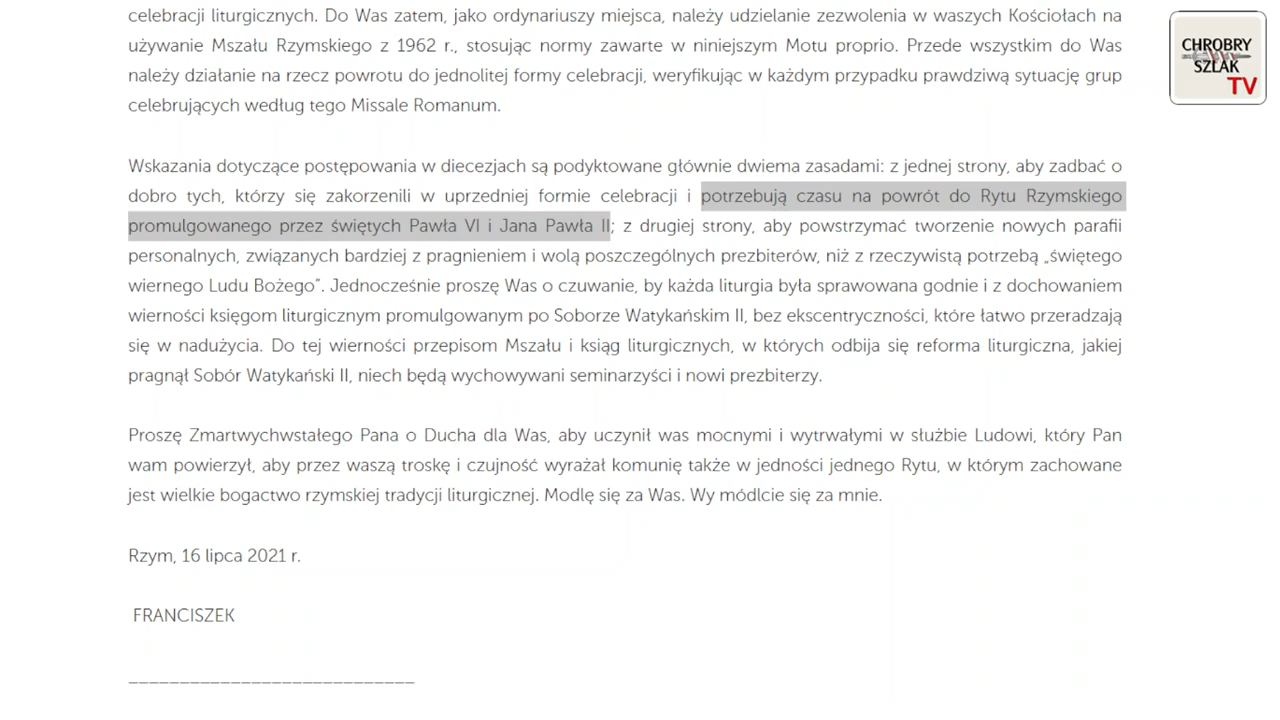 celebracji liturgicznych. Do Was zatem, jako ordynariuszy miejsca, należy udzielanie zezwolenia w waszych Kościołach na
używanie Mszału Rzymskiego z 1962 r., stosując normy zawarte w niniejszym Motu proprio. Przede wszystkim do Was
należy działanie na rzecz powrotu do jednolitej formy celebracji, weryfikując w każdym przypadku prawdziwą sytuację grup
celebrujących według tego Missale Romanum.
Wskazania dotyczące postępowania w diecezjach są podyktowane głównie dwiema zasadami: z jednej strony, aby zadbać o
dobro tych, którzy się zakorzenili w uprzedniej formie celebracji i potrzebują czasu na powrót do Rytu Rzymskiego
promulgowanego przez świętych Pawła VI i Jana Pawła II; z drugiej strony, aby powstrzymać tworzenie nowych parafii
personalnych, związanych bardziej z pragnieniem i wolą poszczególnych prezbiterów, niż z rzeczywistą potrzebą „świętego
wiernego Ludu Bożego”. Jednocześnie proszę Was o czuwanie, by każda liturgia była sprawowana godnie i z dochowaniem
wierności księgom liturgicznym promulgowanym po Soborze Watykańskim II, bez ekscentryczności, które łatwo przeradzają
się w nadużycia. Do tej wierności przepisom Mszału i ksiąg liturgicznych, w których odbija się reforma liturgiczna, jakiej
pragnął Sobór Watykański II, niech będą wychowywani seminarzyści i nowi prezbiterzy.
Proszę Zmartwychwstałego Pana o Ducha dla Was, aby uczynił was mocnymi i wytrwałymi w służbie Ludowi, który Pan
wam powierzył, aby przez waszą troskę i czujność wyrażał komunię także w jedności jednego Rytu, w którym zachowane
jest wielkie bogactwo rzymskiej tradycji liturgicznej. Modlę się za Was. Wy módlcie się za mnie.
Rzym, 16 lipca 2021 r.
FRANCISZEK
____________________________
CHROBRY
SZLAK
TV